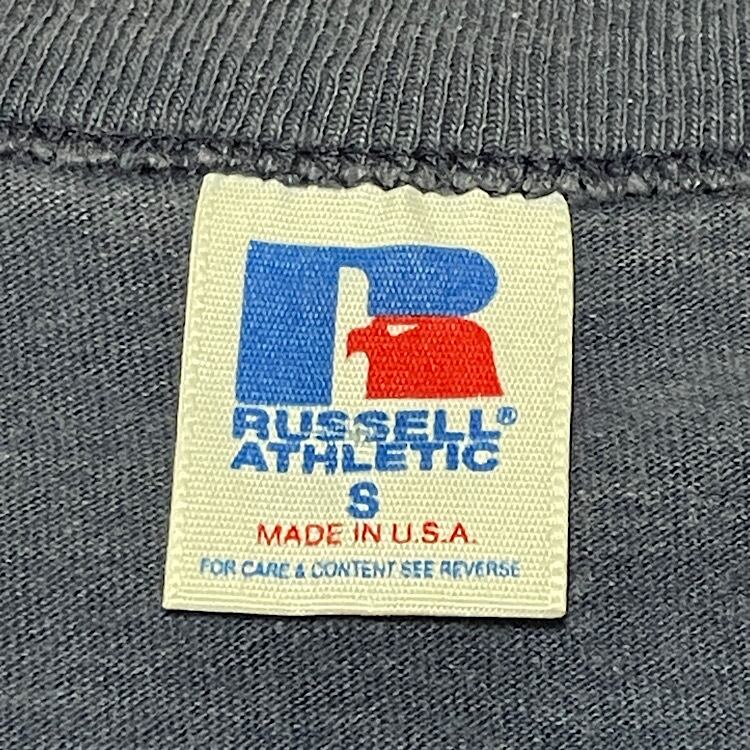 RUSSELL®
ATHLETIC
S
MADE IN U.S.A.
FOR CARE & CONTENT SEE REVERSE